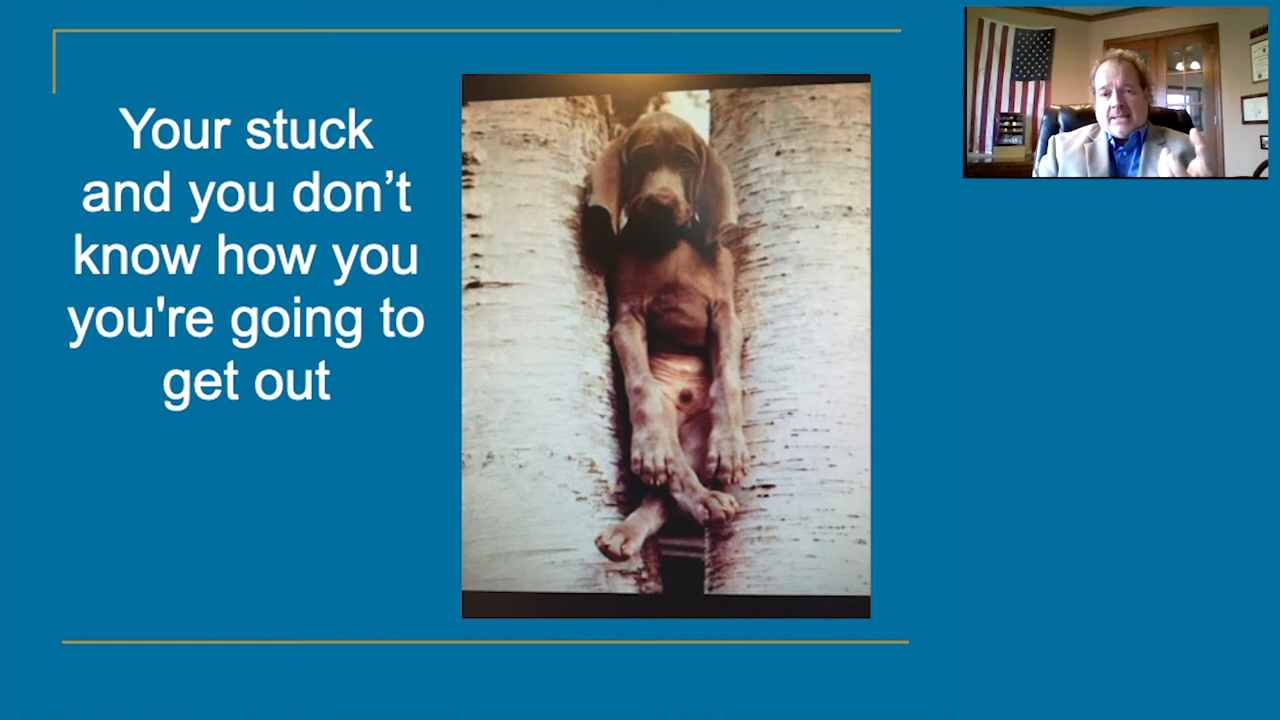 Your stuck
and you don’t
know how you
you're going to
get out